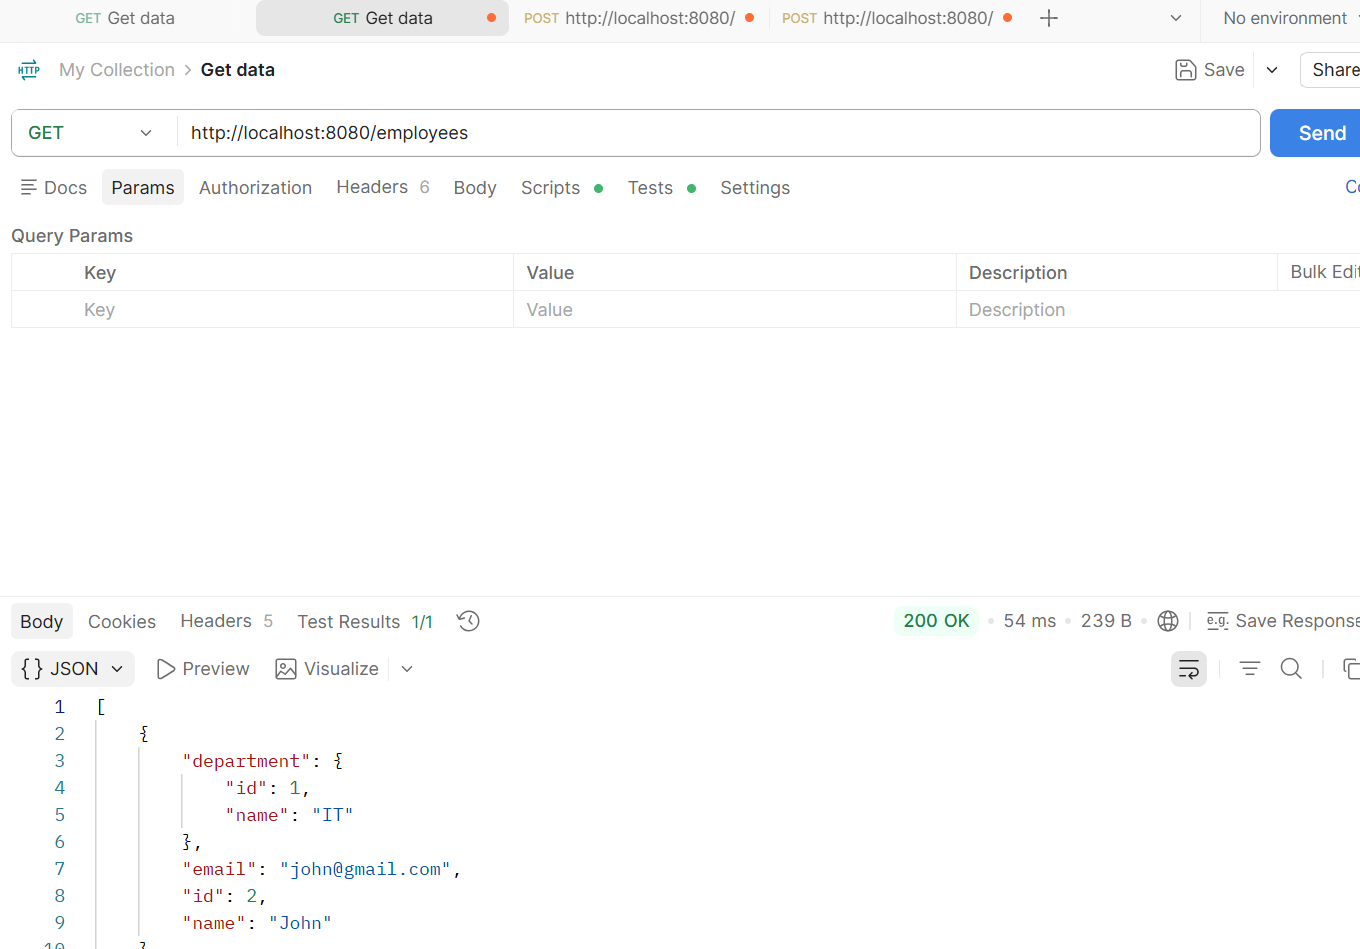 GET Get data GET Get data POST http://localhost:8080/ POST http://localhost:8080/ No environment
HTTP My Collection > Get data Save Share
GET http://localhost:8080/employees Send
Docs Params Authorization Headers 6 Body Scripts Tests Settings
Query Params
Key Value Description Bulk Edit
Key Value Description
Body Cookies Headers 5 Test Results 1/1 200 OK • 54 ms • 239 B e.g. Save Response
{} JSON Preview Visualize
1 [
2 {
3 "department": {
4 "id": 1,
5 "name": "IT"
6 },
7 "email": "john@gmail.com",
8 "id": 2,
9 "name": "John"
10 }